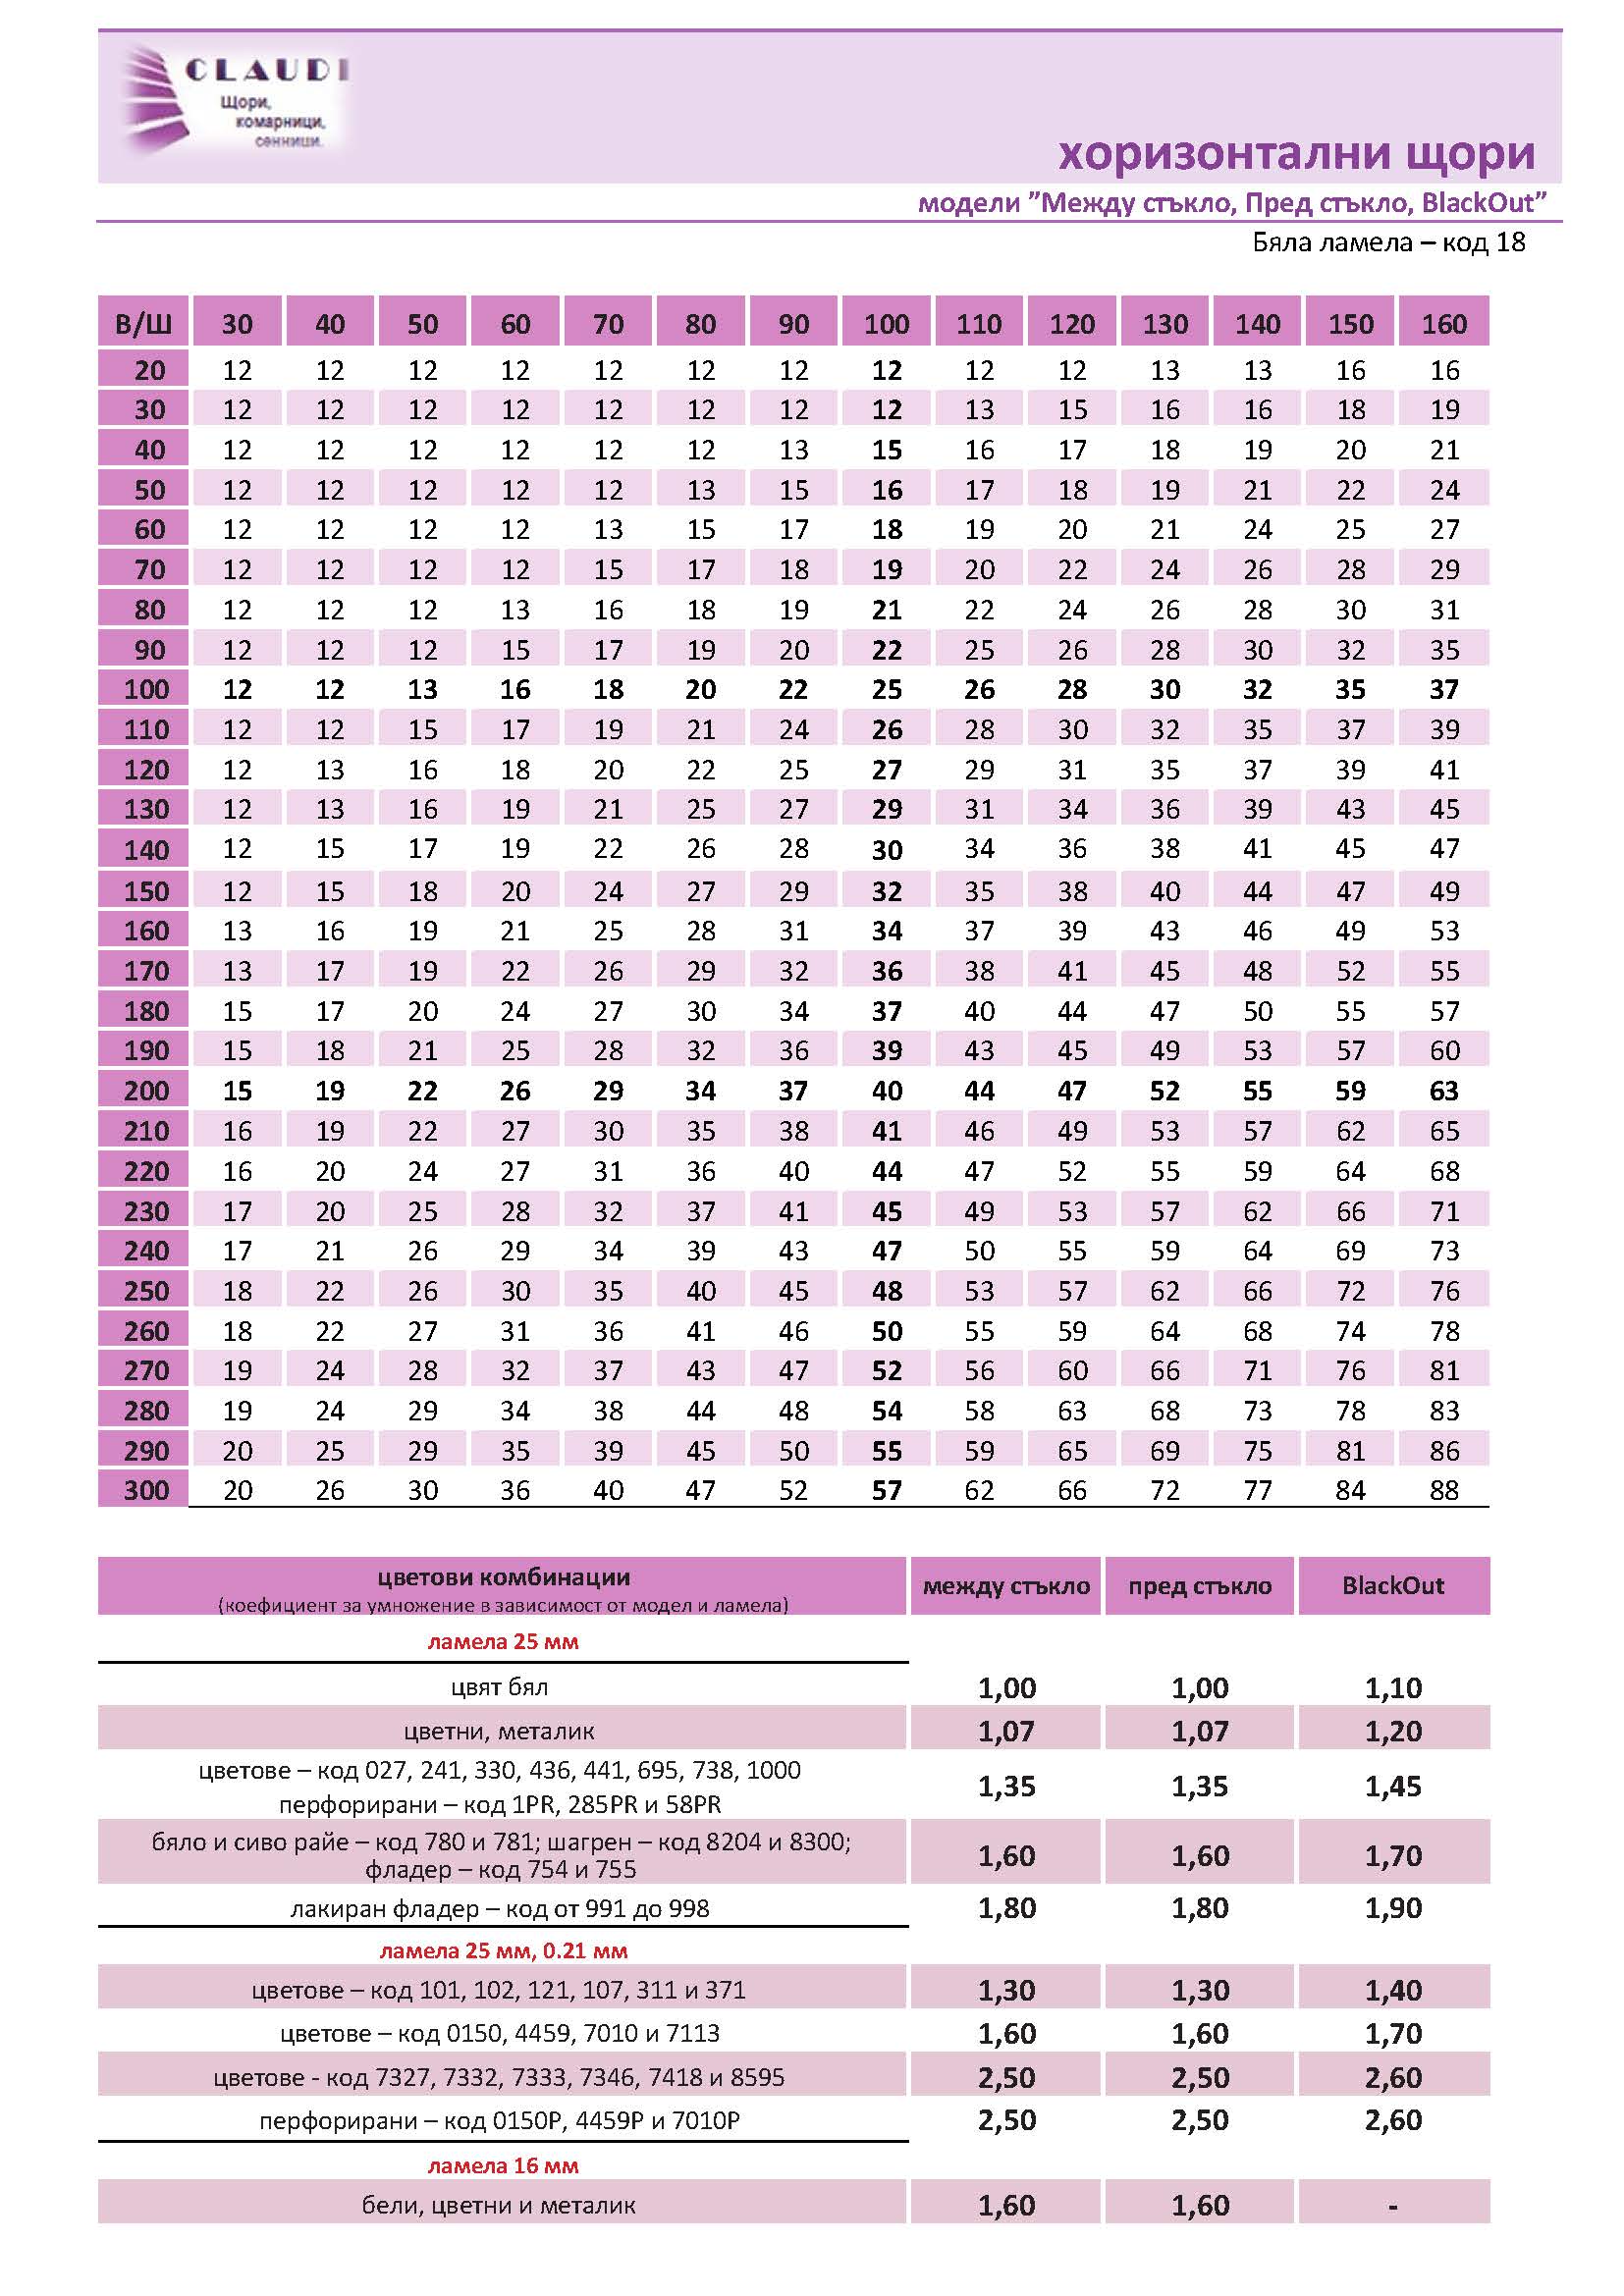 CLAUDI
Щори,
комарници,
сенници.
хоризонтални щори
модели ”Между стъкло, Пред стъкло, BlackOut”
Бяла ламела – код 18
В/Ш 30 40 50 60 70 80 90 100 110 120 130 140 150 160
20 12 12 12 12 12 12 12 12 12 12 13 13 16 16
30 12 12 12 12 12 12 12 12 13 15 16 16 18 19
40 12 12 12 12 12 12 13 15 16 17 18 19 20 21
50 12 12 12 12 12 13 15 16 17 18 19 21 22 24
60 12 12 12 12 13 15 17 18 19 20 21 24 25 27
70 12 12 12 12 15 17 18 19 20 22 24 26 28 29
80 12 12 12 13 16 18 19 21 22 24 26 28 30 31
90 12 12 12 15 17 19 20 22 25 26 28 30 32 35
100 12 12 13 16 18 20 22 25 26 28 30 32 35 37
110 12 12 15 17 19 21 24 26 28 30 32 35 37 39
120 12 13 16 18 20 22 25 27 29 31 35 37 39 41
130 12 13 16 19 21 25 27 29 31 34 36 39 43 45
140 12 15 17 19 22 26 28 30 34 36 38 41 45 47
150 12 15 18 20 24 27 29 32 35 38 40 44 47 49
160 13 16 19 21 25 28 31 34 37 39 43 46 49 53
170 13 17 19 22 26 29 32 36 38 41 45 48 52 55
180 15 17 20 24 27 30 34 37 40 44 47 50 55 57
190 15 18 21 25 28 32 36 39 43 45 49 53 57 60
200 15 19 22 26 29 34 37 40 44 47 52 55 59 63
210 16 19 22 27 30 35 38 41 46 49 53 57 62 65
220 16 20 24 27 31 36 40 44 47 52 55 59 64 68
230 17 20 25 28 32 37 41 45 49 53 57 62 66 71
240 17 21 26 29 34 39 43 47 50 55 59 64 69 73
250 18 22 26 30 35 40 45 48 53 57 62 66 72 76
260 18 22 27 31 36 41 46 50 55 59 64 68 74 78
270 19 24 28 32 37 43 47 52 56 60 66 71 76 81
280 19 24 29 34 38 44 48 54 58 63 68 73 78 83
290 20 25 29 35 39 45 50 55 59 65 69 75 81 86
300 20 26 30 36 40 47 52 57 62 66 72 77 84 88
цветови комбинации между стъкло пред стъкло BlackOut
(коефициент за умножение в зависимост от модел и ламела)
ламела 25 мм
цвят бял 1,00 1,00 1,10
цветни, металик 1,07 1,07 1,20
цветове – код 027, 241, 330, 436, 441, 695, 738, 1000
перфорирани – код 1PR, 285PR и 58PR 1,35 1,35 1,45
бяло и сиво райе – код 780 и 781; шагрен – код 8204 и 8300;
фладер – код 754 и 755 1,60 1,60 1,70
лакиран фладер – код от 991 до 998 1,80 1,80 1,90
ламела 25 мм, 0.21 мм
цветове – код 101, 102, 121, 107, 311 и 371 1,30 1,30 1,40
цветове – код 0150, 4459, 7010 и 7113 1,60 1,60 1,70
цветове - код 7327, 7332, 7333, 7346, 7418 и 8595 2,50 2,50 2,60
перфорирани – код 0150P, 4459P и 7010P 2,50 2,50 2,60
ламела 16 мм
бели, цветни и металик 1,60 1,60 -